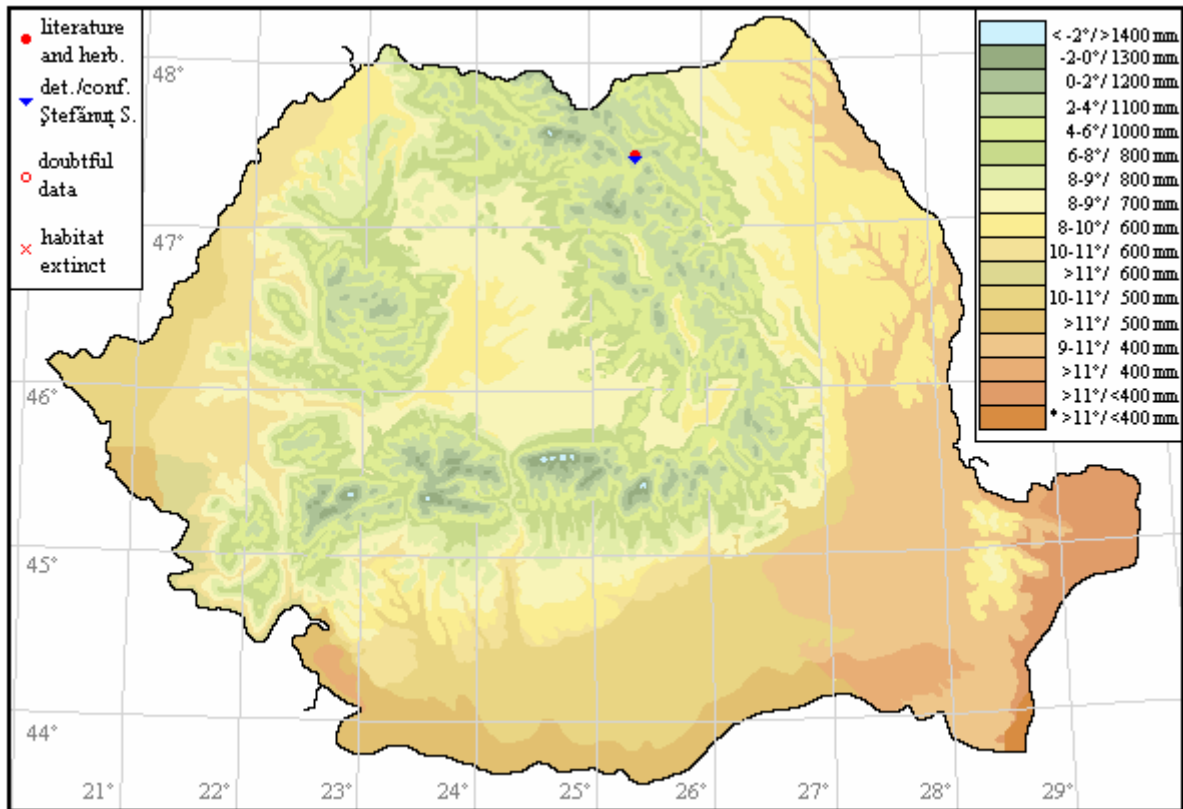 literature
and herb.
det./conf.
Ştefănuţ S.
doubtful
data
habitat
extinct
< -2°/>1400 mm
-2-0°/1300 mm
0-2°/1200 mm
2-4°/1100 mm
4-6°/1000 mm
6-8°/ 800 mm
8-9°/ 800 mm
8-9°/ 700 mm
8-10°/ 600 mm
10-11°/ 600 mm
>11°/ 600 mm
10-11°/ 500 mm
>11°/ 500 mm
9-11°/ 400 mm
>11°/ 400 mm
>11°/<400 mm
* >11°/<400 mm
48°
47°
46°
45°
44°
21°
22°
23°
24°
25°
26°
27°
28°
29°